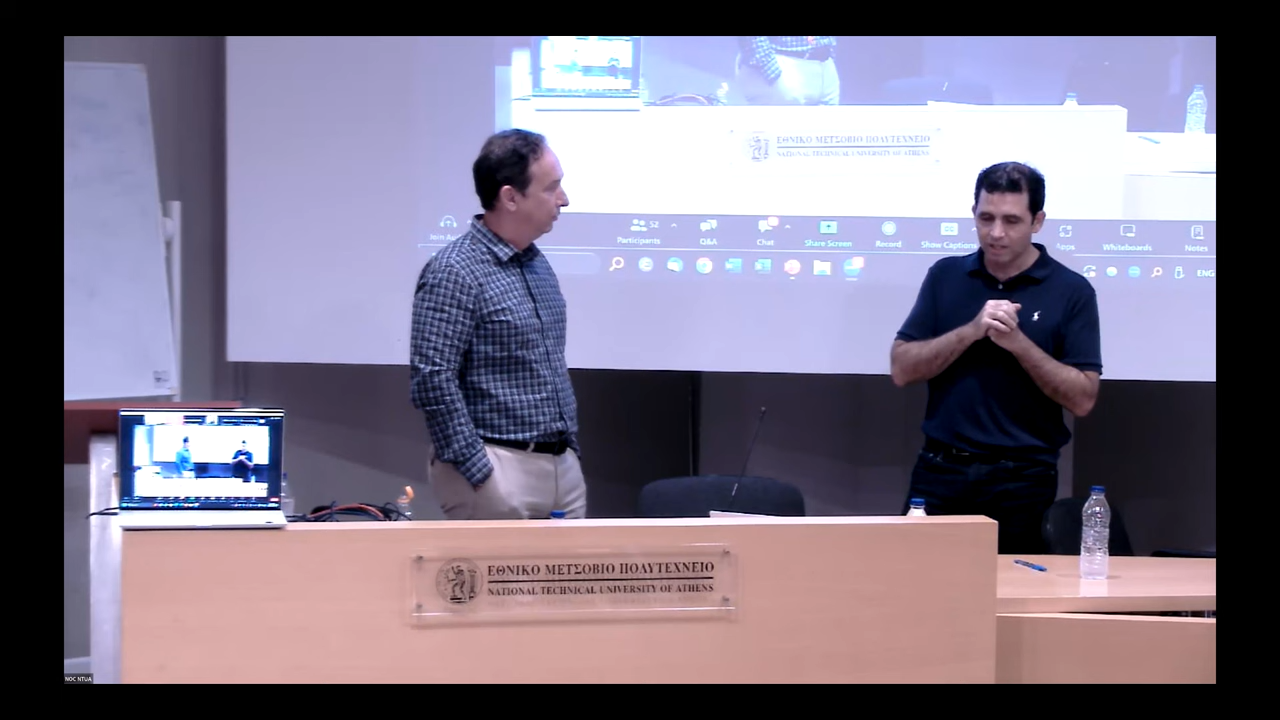 ΕΘΝΙΚΟ ΜΕΤΣΟΒΙΟ ΠΟΛΥΤΕΧΝΕΙΟ
NATIONAL TECHNICAL UNIVERSITY OF ATHENS
52
Participants
Q&A
Chat
Share Screen
Record
Show Captions
Apps
Whiteboards
Notes
ENG
ΕΘΝΙΚΟ ΜΕΤΣΟΒΙΟ ΠΟΛΥΤΕΧΝΕΙΟ
NATIONAL TECHNICAL UNIVERSITY OF ATHENS
NOC NTUA